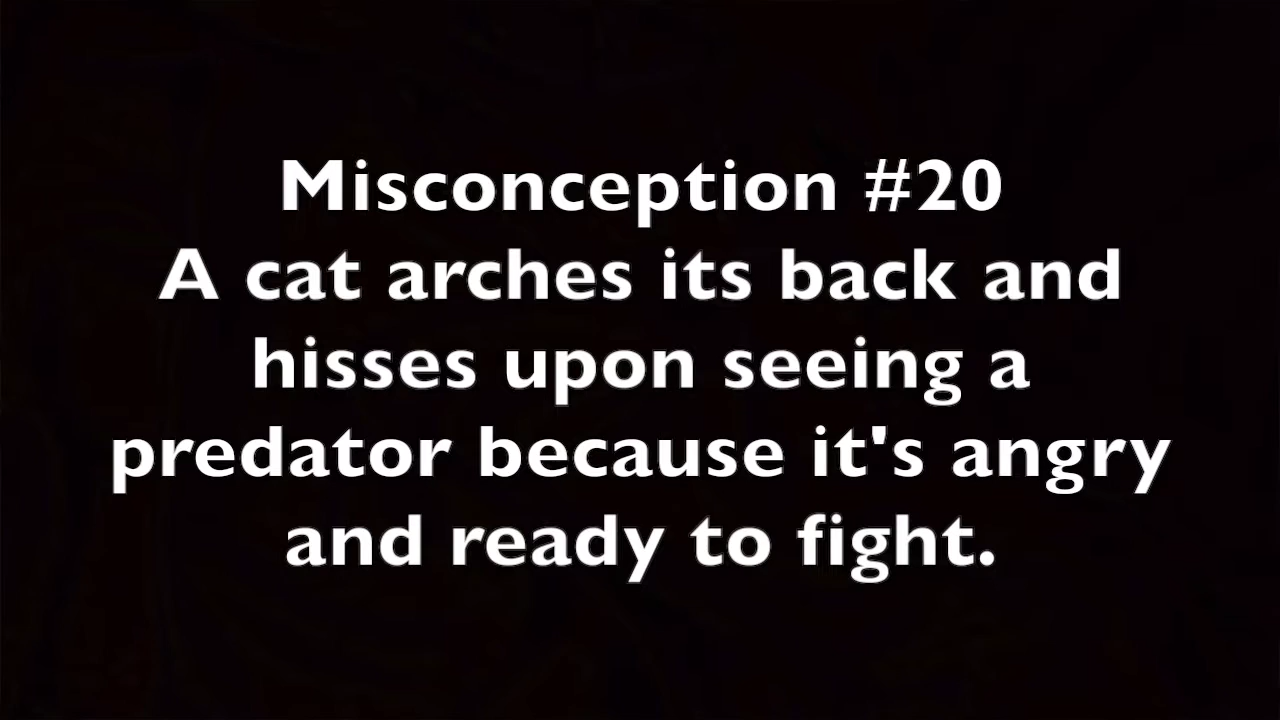 Misconception #20
A cat arches its back and
hisses upon seeing a
predator because it's angry
and ready to fight.